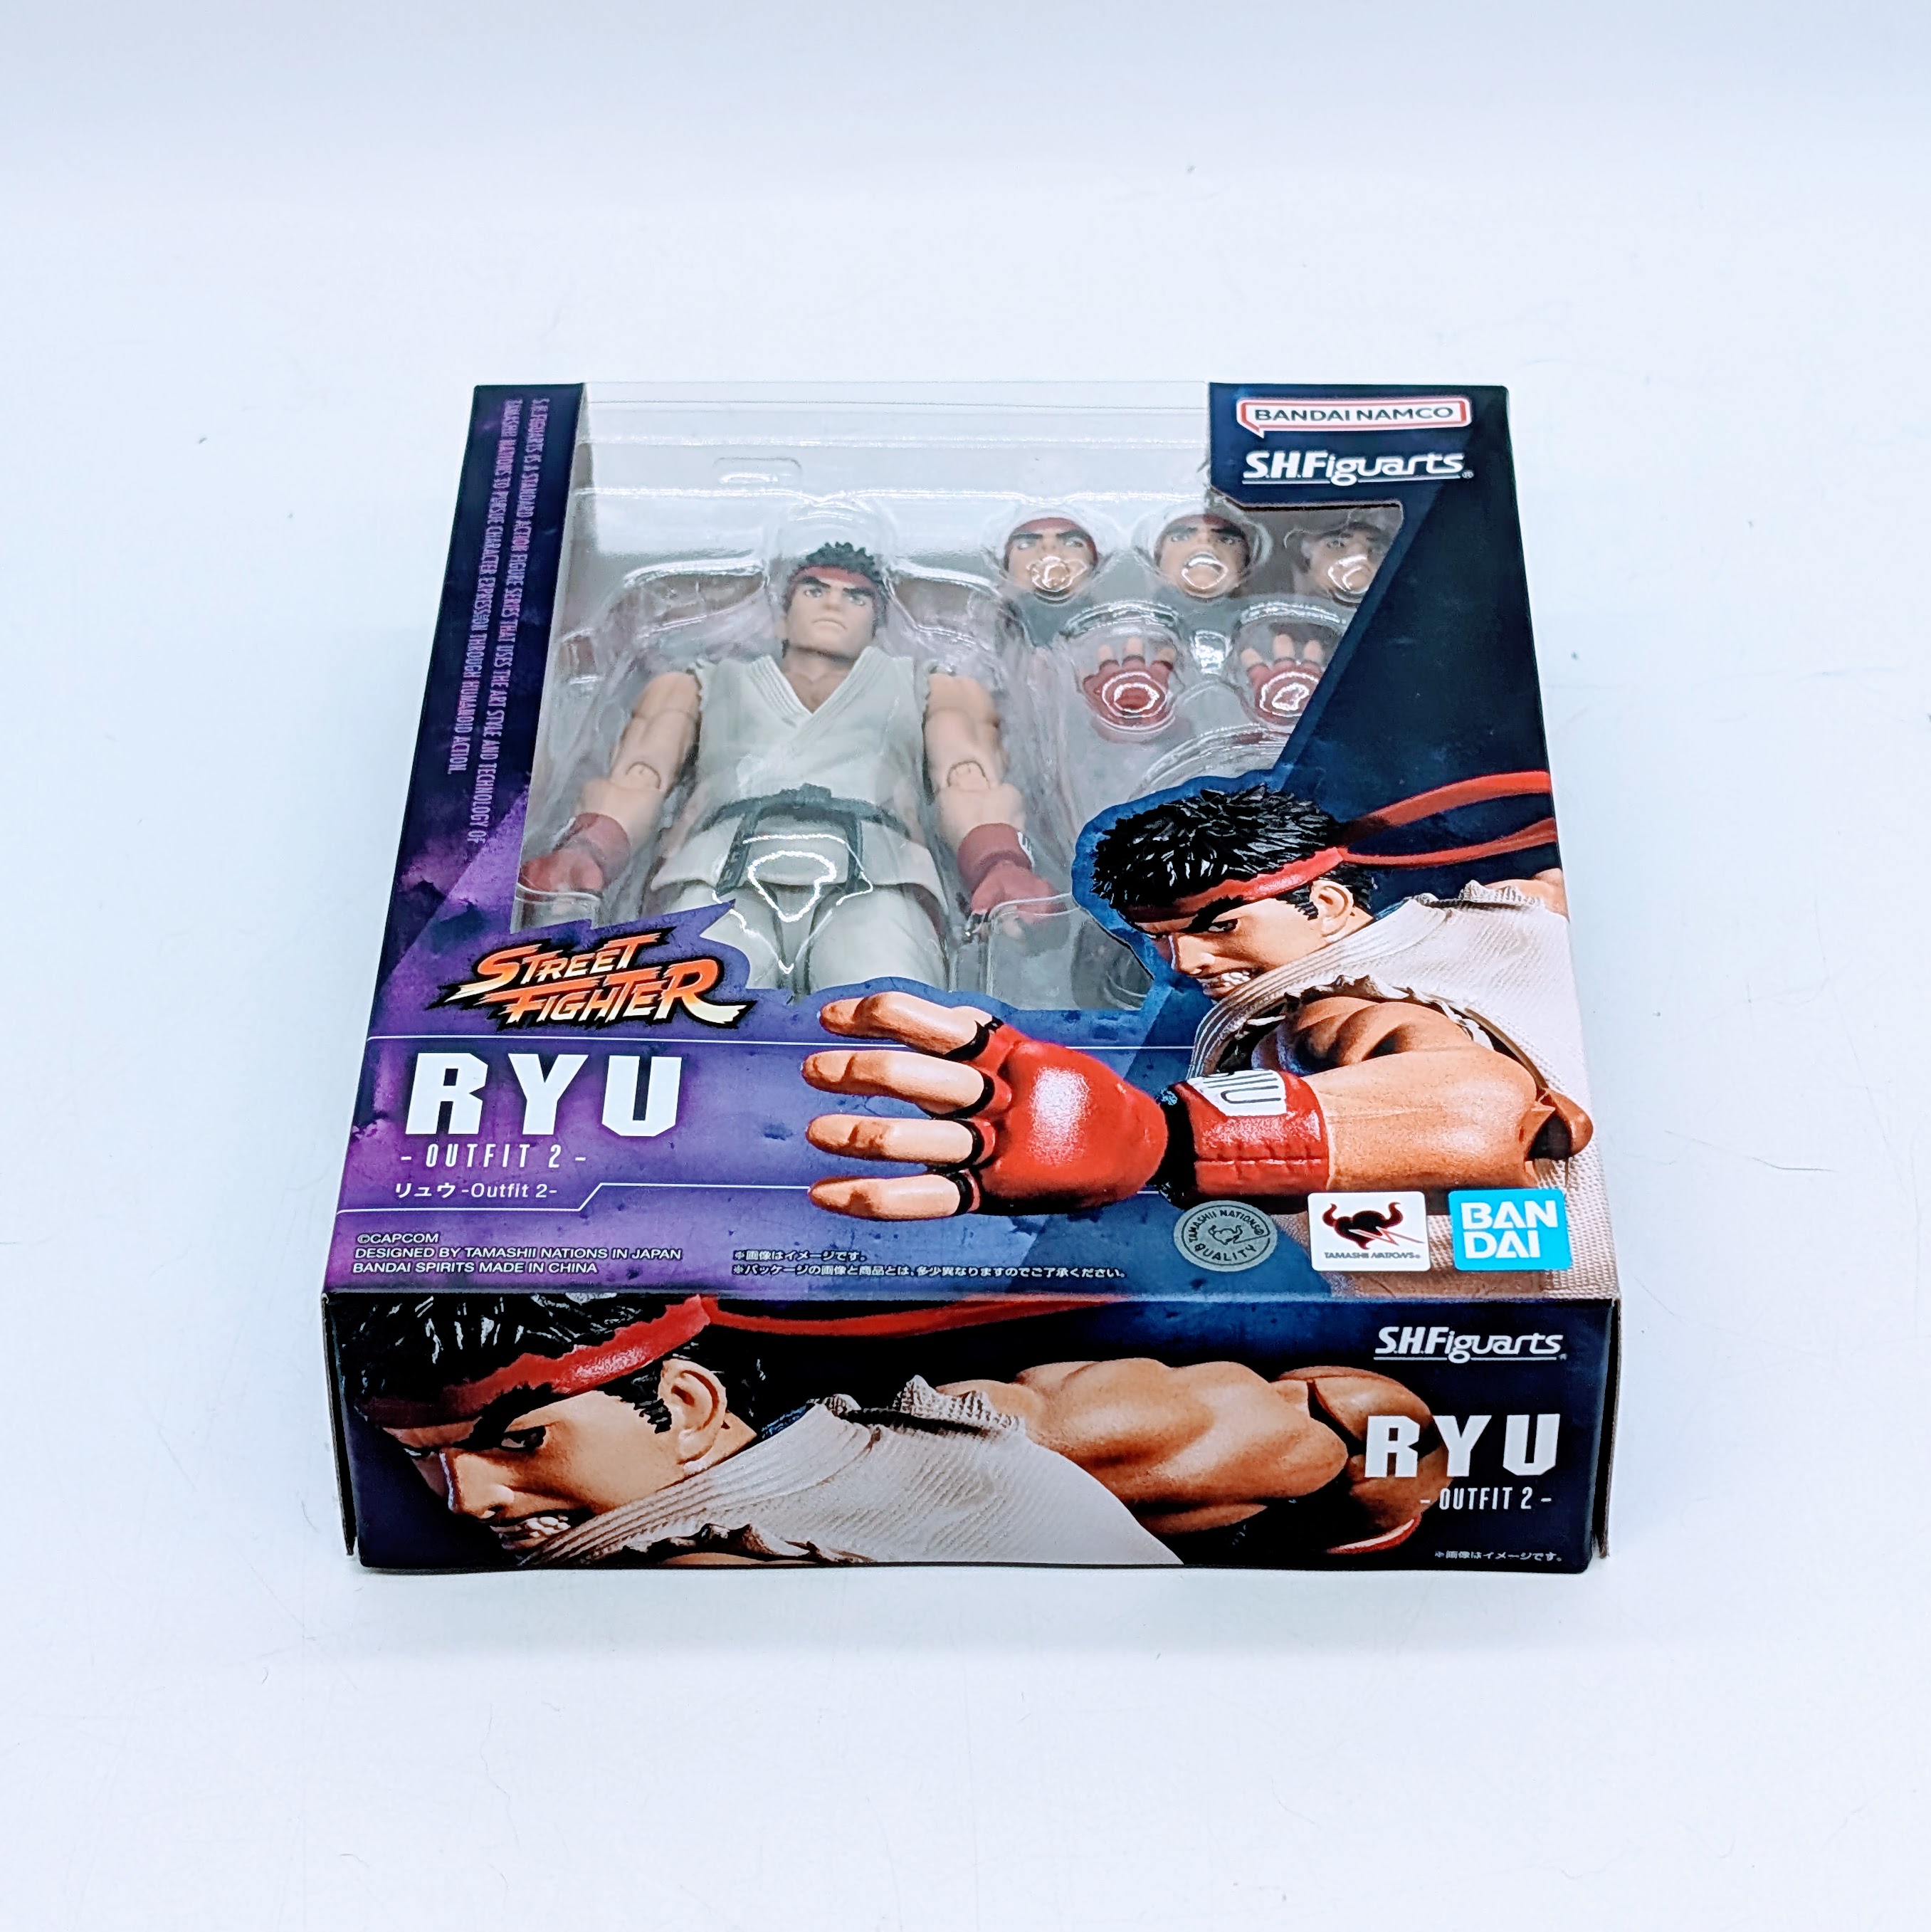 S.H.FIGUARTS IS A STANDARD ACTION FIGURE SERIES THAT USES THE ART STYLE AND TECHNOLOGY OF
TAMASHII NATIONS TO PURSUE CHARACTER EXPRESSION THROUGH HUMANOID ACTION.
BANDAI NAMCO
S.H.Figuarts®
STREET
FIGHTER
RYU
- OUTFIT 2 -
リュウ-Outfit 2-
©CAPCOM
DESIGNED BY TAMASHII NATIONS IN JAPAN
BANDAI SPIRITS MADE IN CHINA
※画像はイメージです。
※パッケージの画像と商品とは、多少異なりますのでご了承ください。
TAMASHII NATIONS
QUALITY
TAMASHII NATIONS®
BAN
DAI
S.H.Figuarts®
RYU
- OUTFIT 2 -
※画像はイメージです。